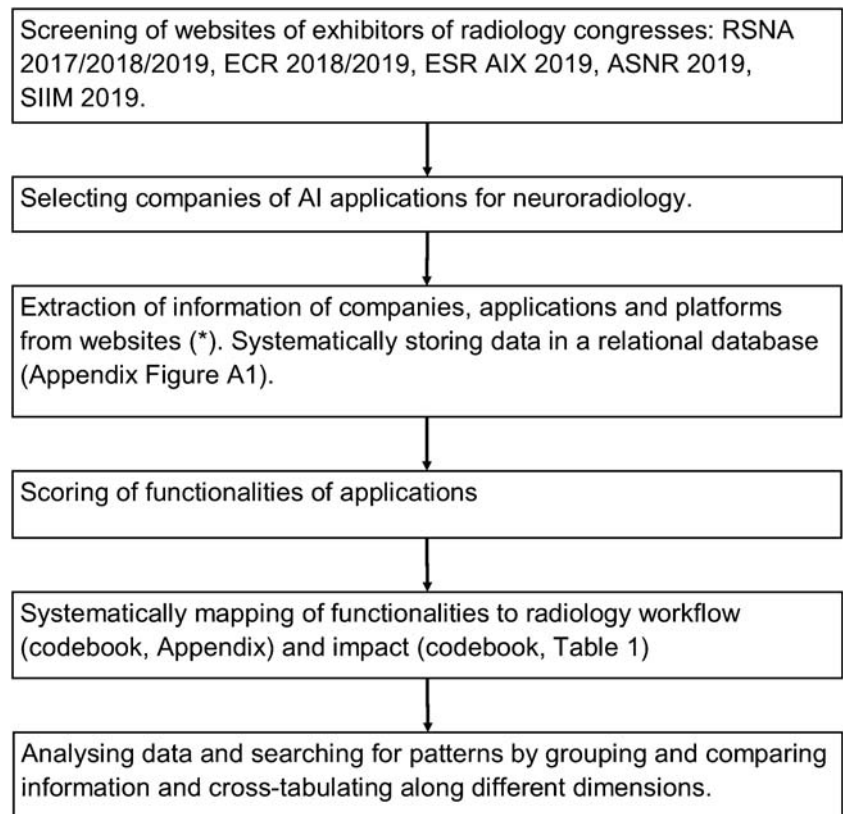 Screening of websites of exhibitors of radiology congresses: RSNA
2017/2018/2019, ECR 2018/2019, ESR AIX 2019, ASNR 2019,
SIIM 2019.
Selecting companies of AI applications for neuroradiology.
Extraction of information of companies, applications and platforms
from websites (*). Systematically storing data in a relational database
(Appendix Figure A1).
Scoring of functionalities of applications
Systematically mapping of functionalities to radiology workflow
(codebook, Appendix) and impact (codebook, Table 1)
Analysing data and searching for patterns by grouping and comparing
information and cross-tabulating along different dimensions.